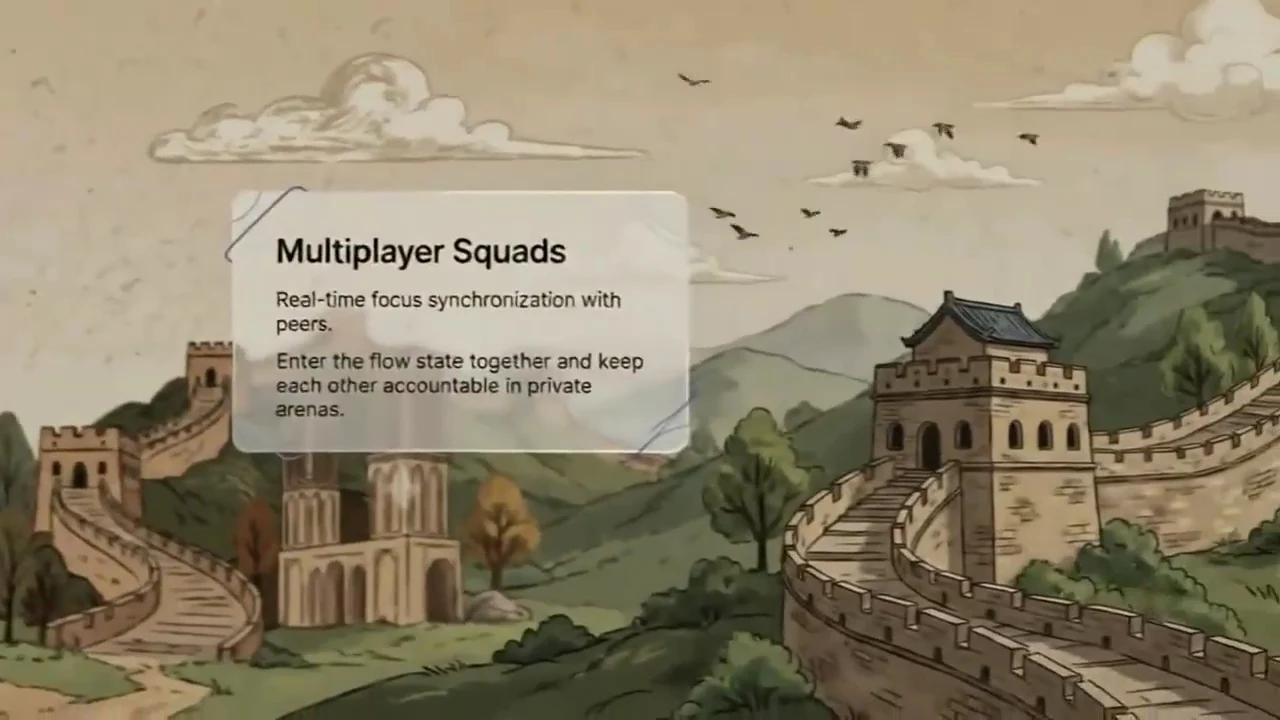 Multiplayer Squads
Real-time focus synchronization with
peers.
Enter the flow state together and keep
each other accountable in private
arenas.